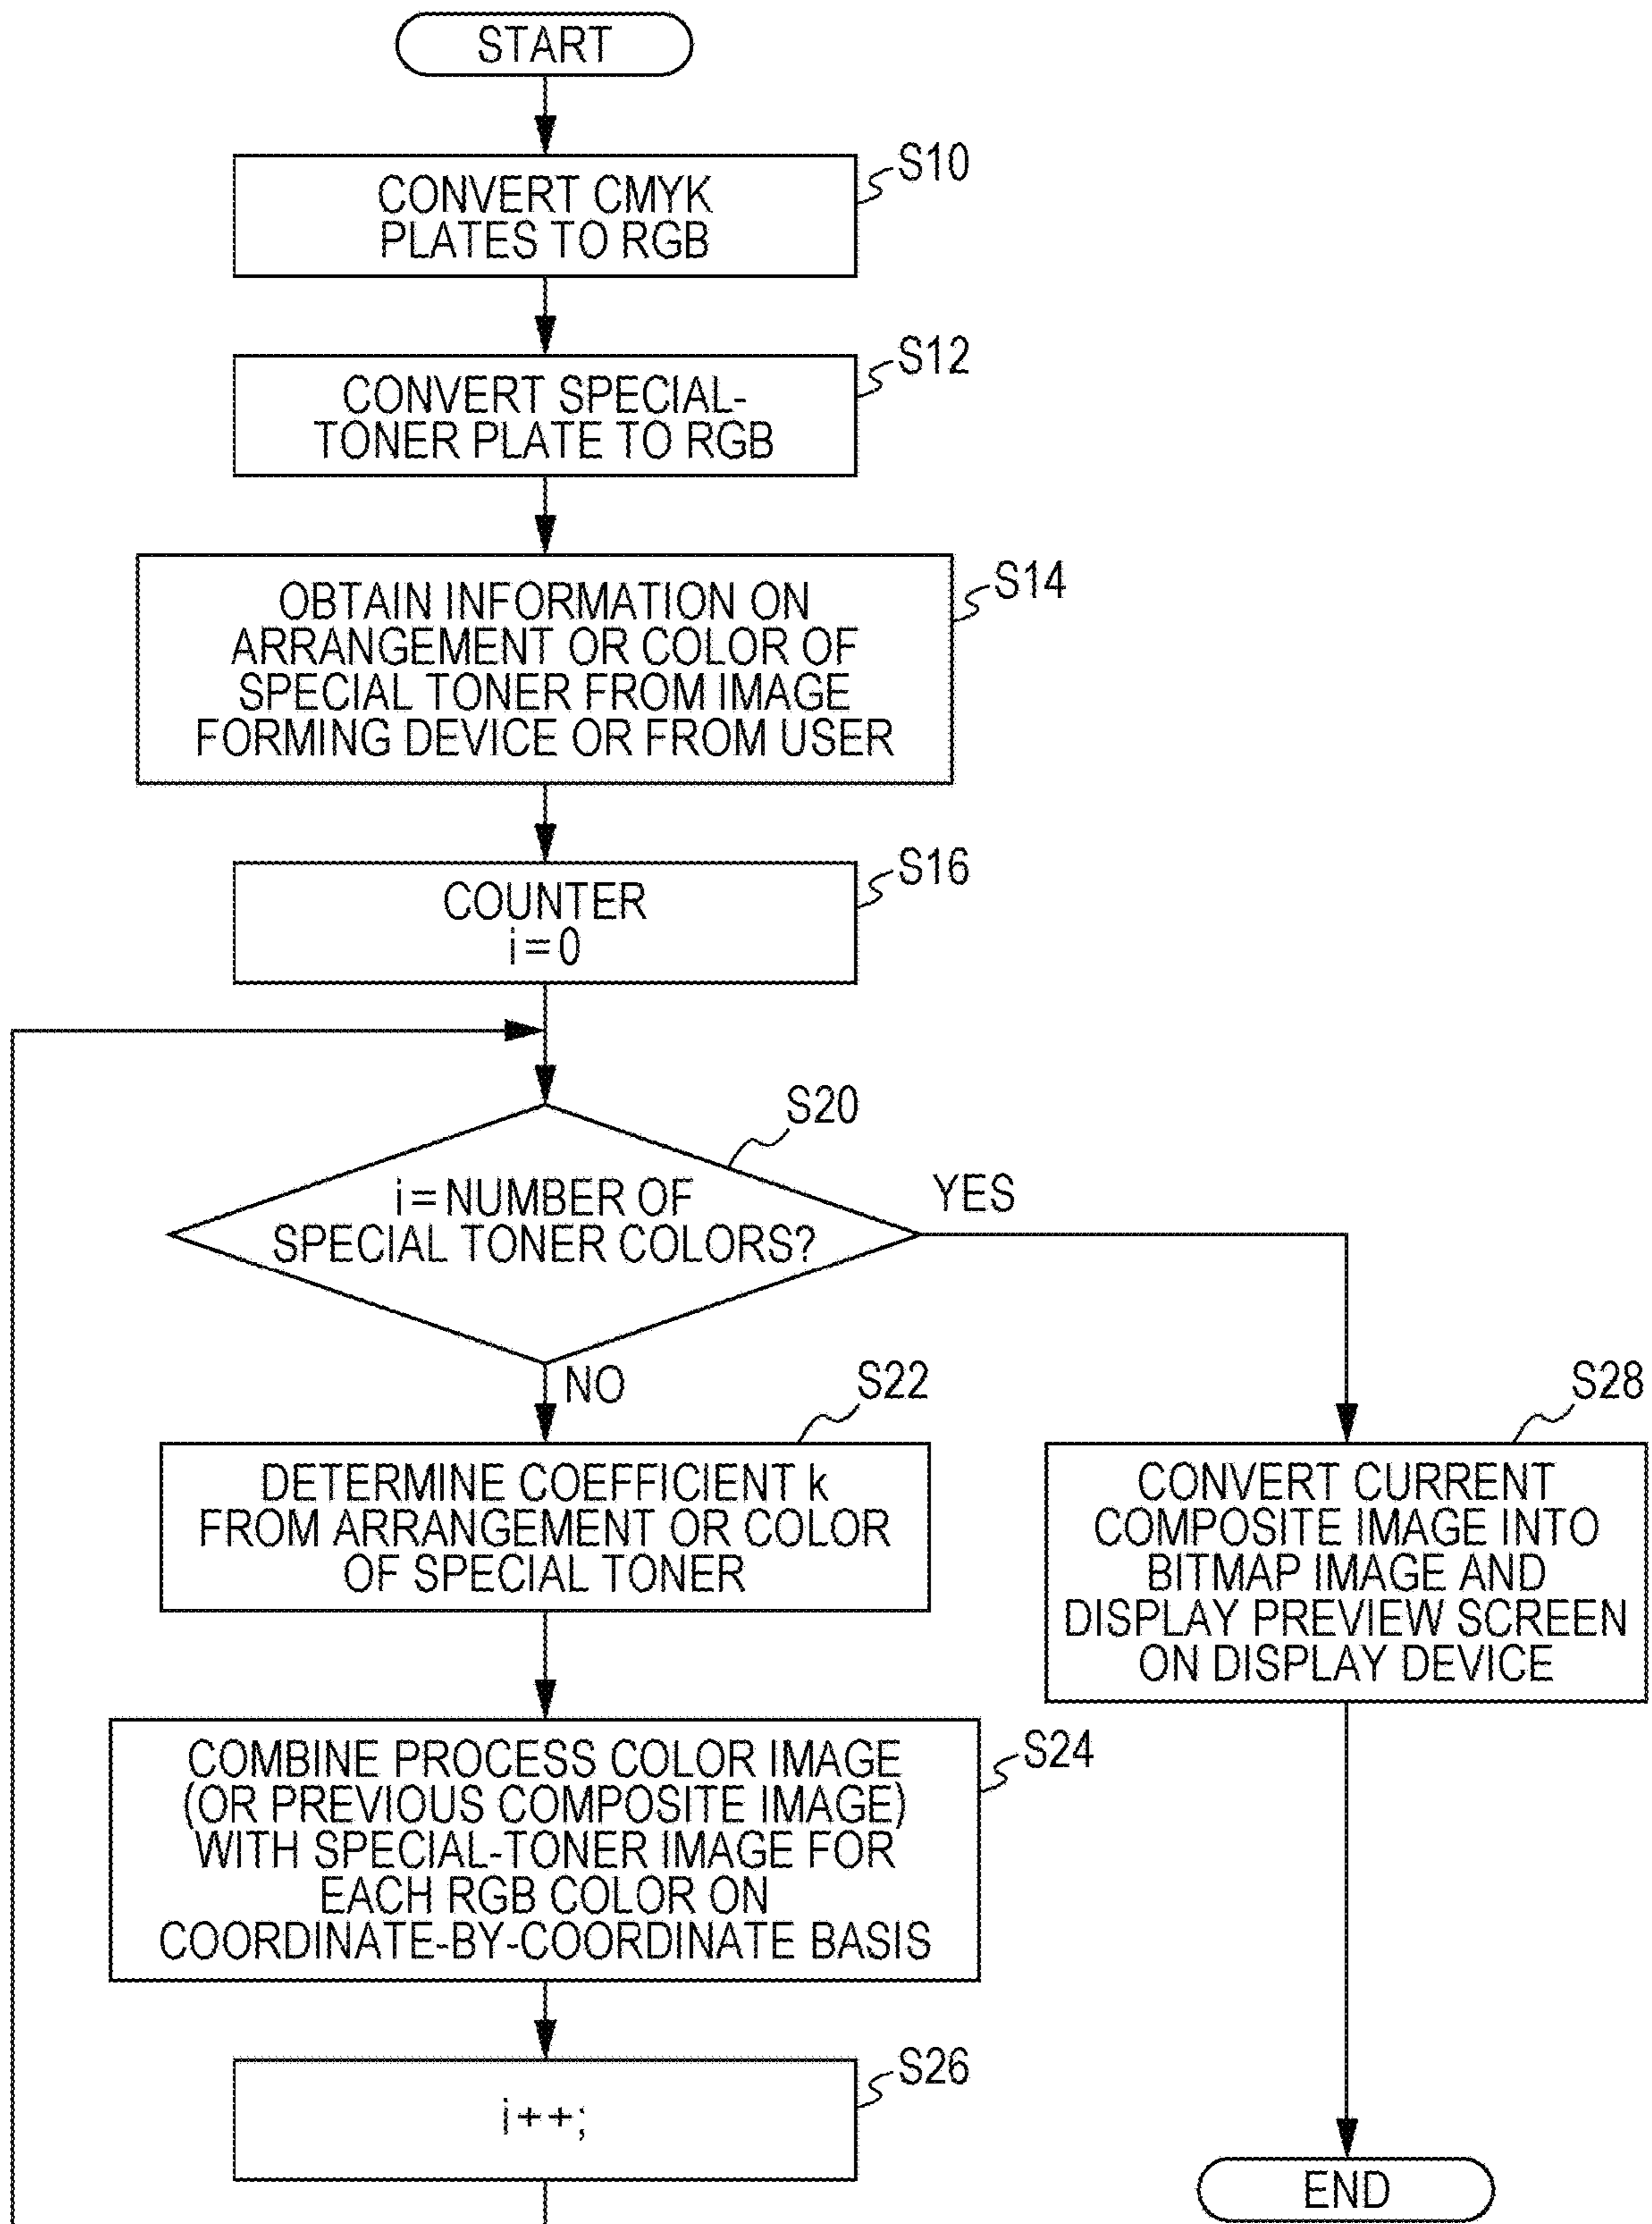 START
S10
CONVERT CMYK
PLATES TO RGB
S12
CONVERT SPECIAL-
TONER PLATE TO RGB
S14
OBTAIN INFORMATION ON
ARRANGEMENT OR COLOR OF
SPECIAL TONER FROM IMAGE
FORMING DEVICE OR FROM USER
S16
COUNTER
i=0
S20
i=NUMBER OF
SPECIAL TONER COLORS?
YES
NO
S22
DETERMINE COEFFICIENT k
FROM ARRANGEMENT OR COLOR
OF SPECIAL TONER
S28
CONVERT CURRENT
COMPOSITE IMAGE INTO
BITMAP IMAGE AND
DISPLAY PREVIEW SCREEN
ON DISPLAY DEVICE
S24
COMBINE PROCESS COLOR IMAGE
(OR PREVIOUS COMPOSITE IMAGE)
WITH SPECIAL-TONER IMAGE FOR
EACH RGB COLOR ON
COORDINATE-BY-COORDINATE BASIS
S26
i++;
END